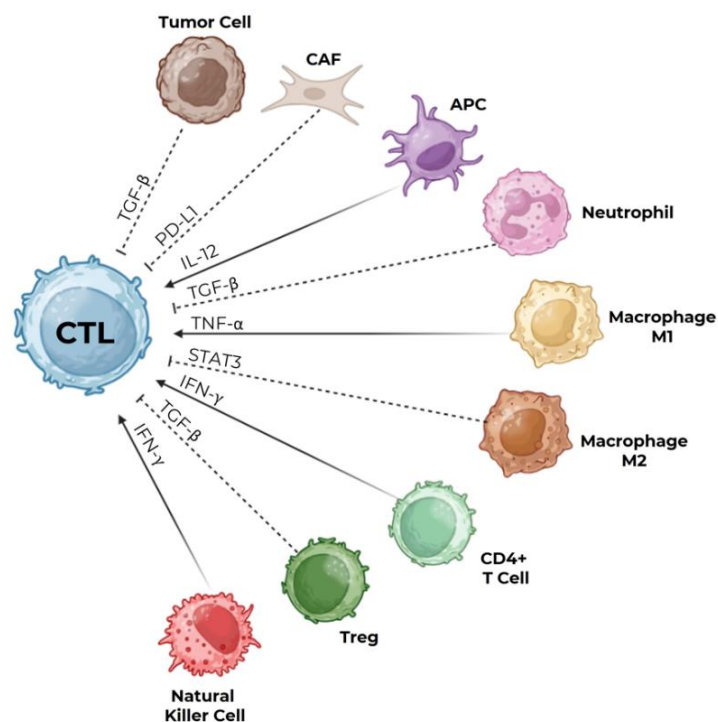 Tumor Cell
CAF
APC
TGF-β
PD-L1
IL-12
Neutrophil
TGF-β
CTL
TNF-α
Macrophage
M1
STAT3
IFN-γ
Macrophage
M2
TGF-β
IFN-γ
CD4+
T Cell
Treg
Natural
Killer Cell